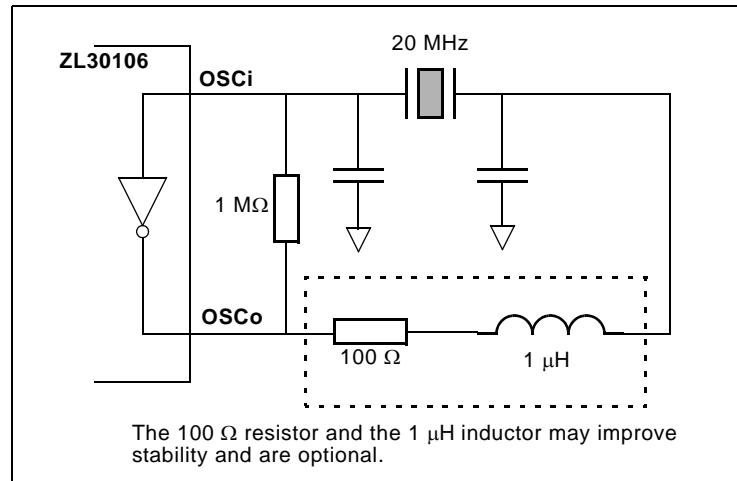 20 MHz
ZL30106
OSCi
1 MΩ
OSCo
100 Ω
1 μH
The 100 Ω resistor and the 1 μH inductor may improve
stability and are optional.